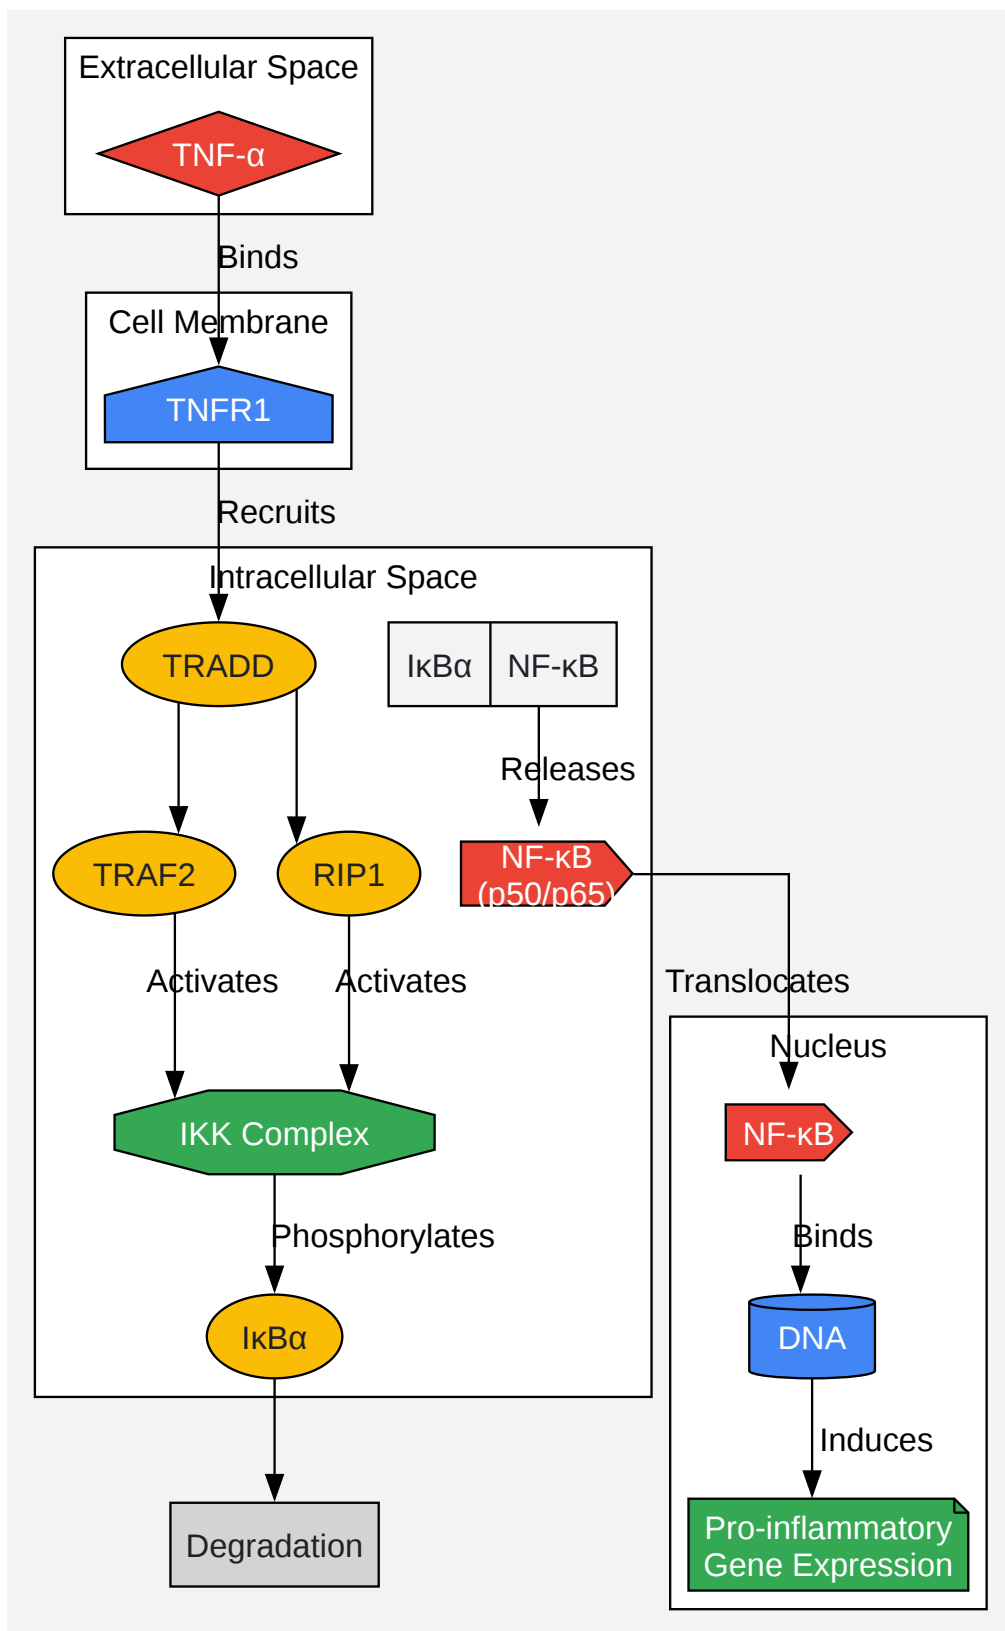 Extracellular Space
TNF-α
Binds
Cell Membrane
TNFR1
Recruits
Intracellular Space
TRADD
IκBα
NF-κB
Releases
TRAF2
RIP1
NF-κB
(p50/p65)
Activates
Activates
Translocates
Nucleus
IKK Complex
NF-κB
Phosphorylates
Binds
IκBα
DNA
Induces
Degradation
Pro-inflammatory
Gene Expression